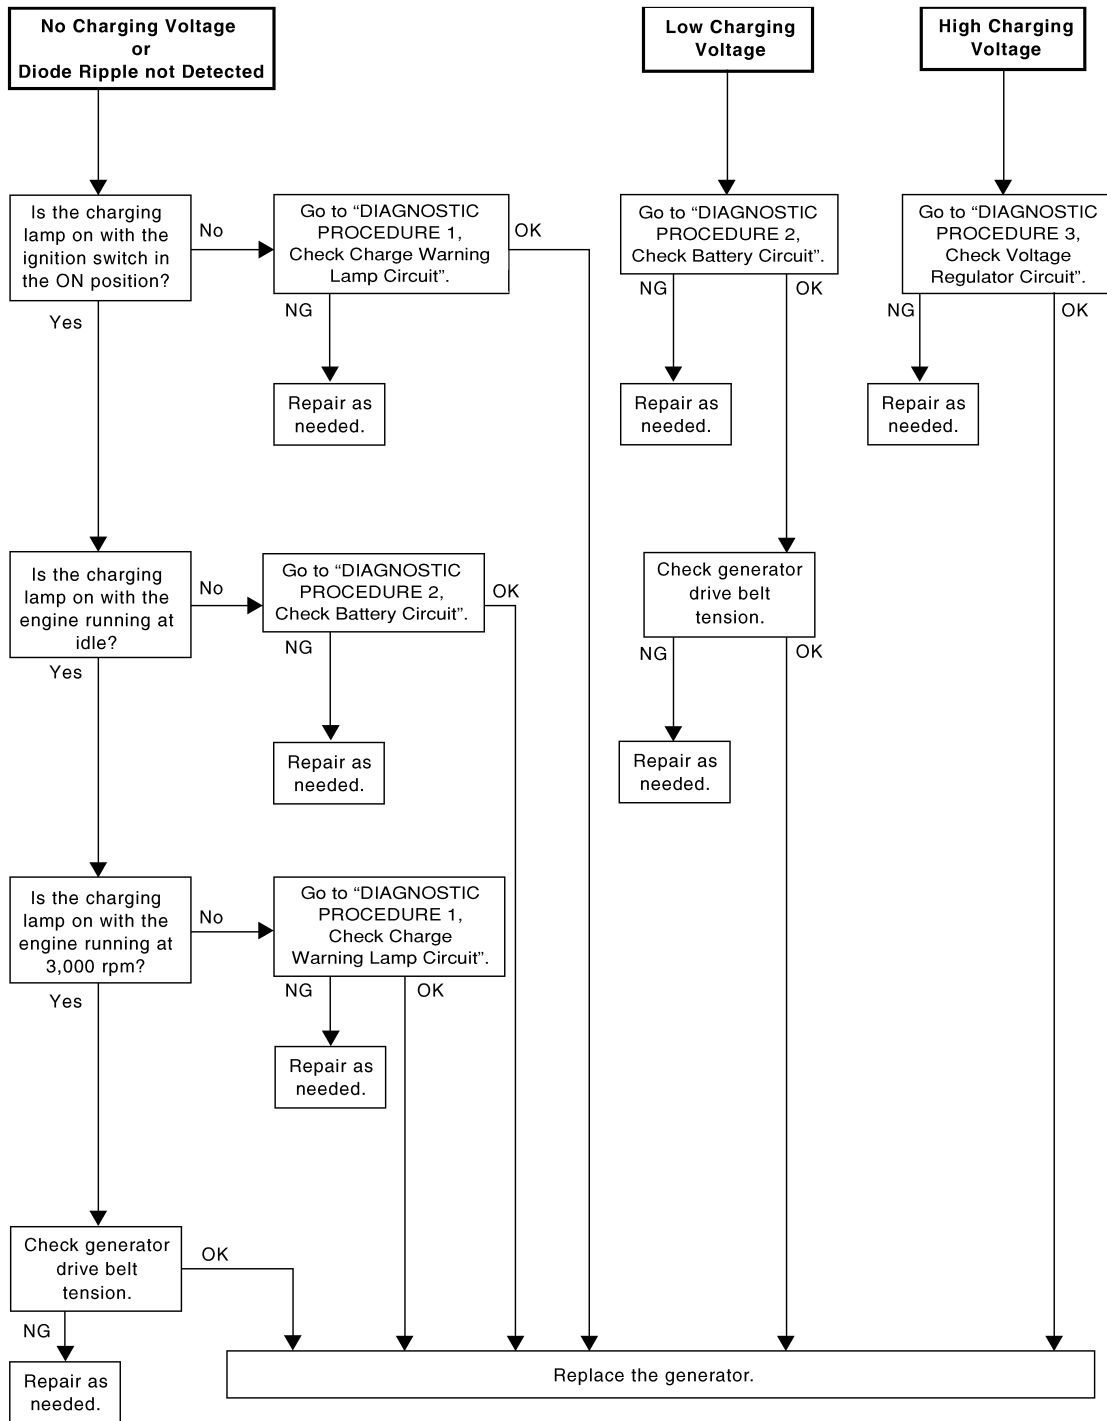 No Charging Voltage
or
Diode Ripple not Detected
Low Charging
Voltage
High Charging
Voltage
Is the charging
lamp on with the
ignition switch in
the ON position?
No
Yes
Go to “DIAGNOSTIC
PROCEDURE 1,
Check Charge Warning
Lamp Circuit”.
OK
NG
Repair as
needed.
Go to “DIAGNOSTIC
PROCEDURE 2,
Check Battery Circuit”.
NG
OK
Repair as
needed.
Go to “DIAGNOSTIC
PROCEDURE 3,
Check Voltage
Regulator Circuit”.
NG
OK
Repair as
needed.
Is the charging
lamp on with the
engine running at
idle?
No
Yes
Go to “DIAGNOSTIC
PROCEDURE 2,
Check Battery Circuit”.
OK
NG
Repair as
needed.
Check generator
drive belt
tension.
NG
OK
Repair as
needed.
Is the charging
lamp on with the
engine running at
3,000 rpm?
No
Yes
Go to “DIAGNOSTIC
PROCEDURE 1,
Check Charge
Warning Lamp Circuit”.
NG
OK
Repair as
needed.
Check generator
drive belt
tension.
OK
NG
Repair as
needed.
Replace the generator.